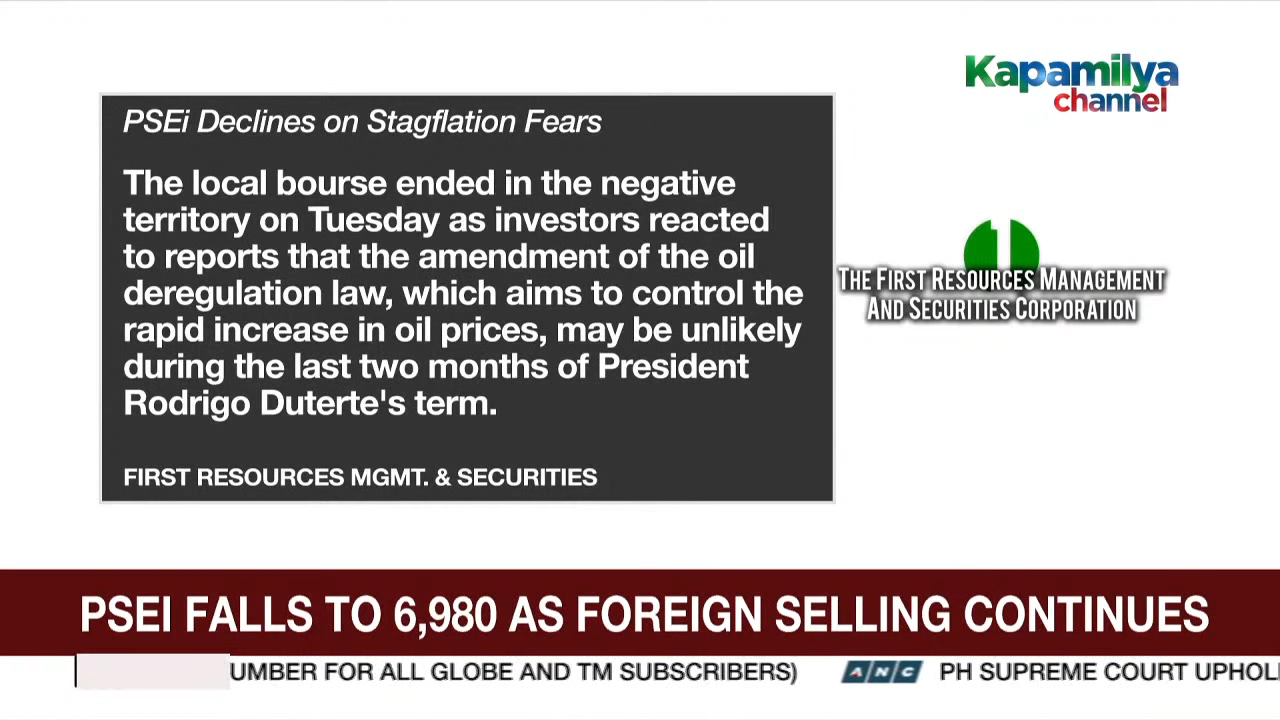 Kapamilya
channel
PSEi Declines on Stagflation Fears
The local bourse ended in the negative
territory on Tuesday as investors reacted
to reports that the amendment of the oil
deregulation law, which aims to control the
rapid increase in oil prices, may be unlikely
during the last two months of President
Rodrigo Duterte's term.
FIRST RESOURCES MGMT. & SECURITIES
1
THE FIRST RESOURCES MANAGEMENT
AND SECURITIES CORPORATION
PSEI FALLS TO 6,980 AS FOREIGN SELLING CONTINUES
UMBER FOR ALL GLOBE AND TM SUBSCRIBERS) ANC PH SUPREME COURT UPHOL